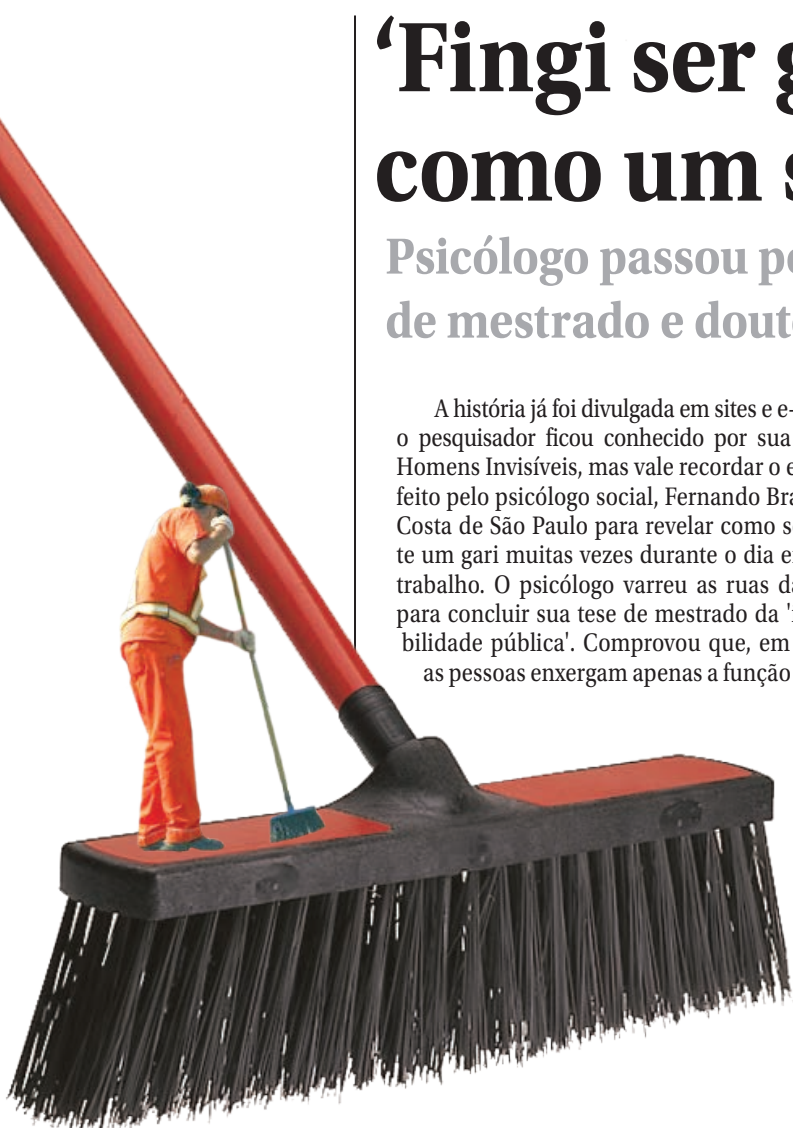 ‘Fingi ser
como um
Psicólogo passou
de mestrado e
A história já foi divulgada em sites e
o pesquisador ficou conhecido por sua
Homens Invisíveis, mas vale recordar o
feito pelo psicólogo social, Fernando
Costa de São Paulo para revelar como
te um gari muitas vezes durante o dia
trabalho. O psicólogo varreu as ruas
para concluir sua tese de mestrado da
bilidade pública'. Comprovou que, em
as pessoas enxergam apenas a função